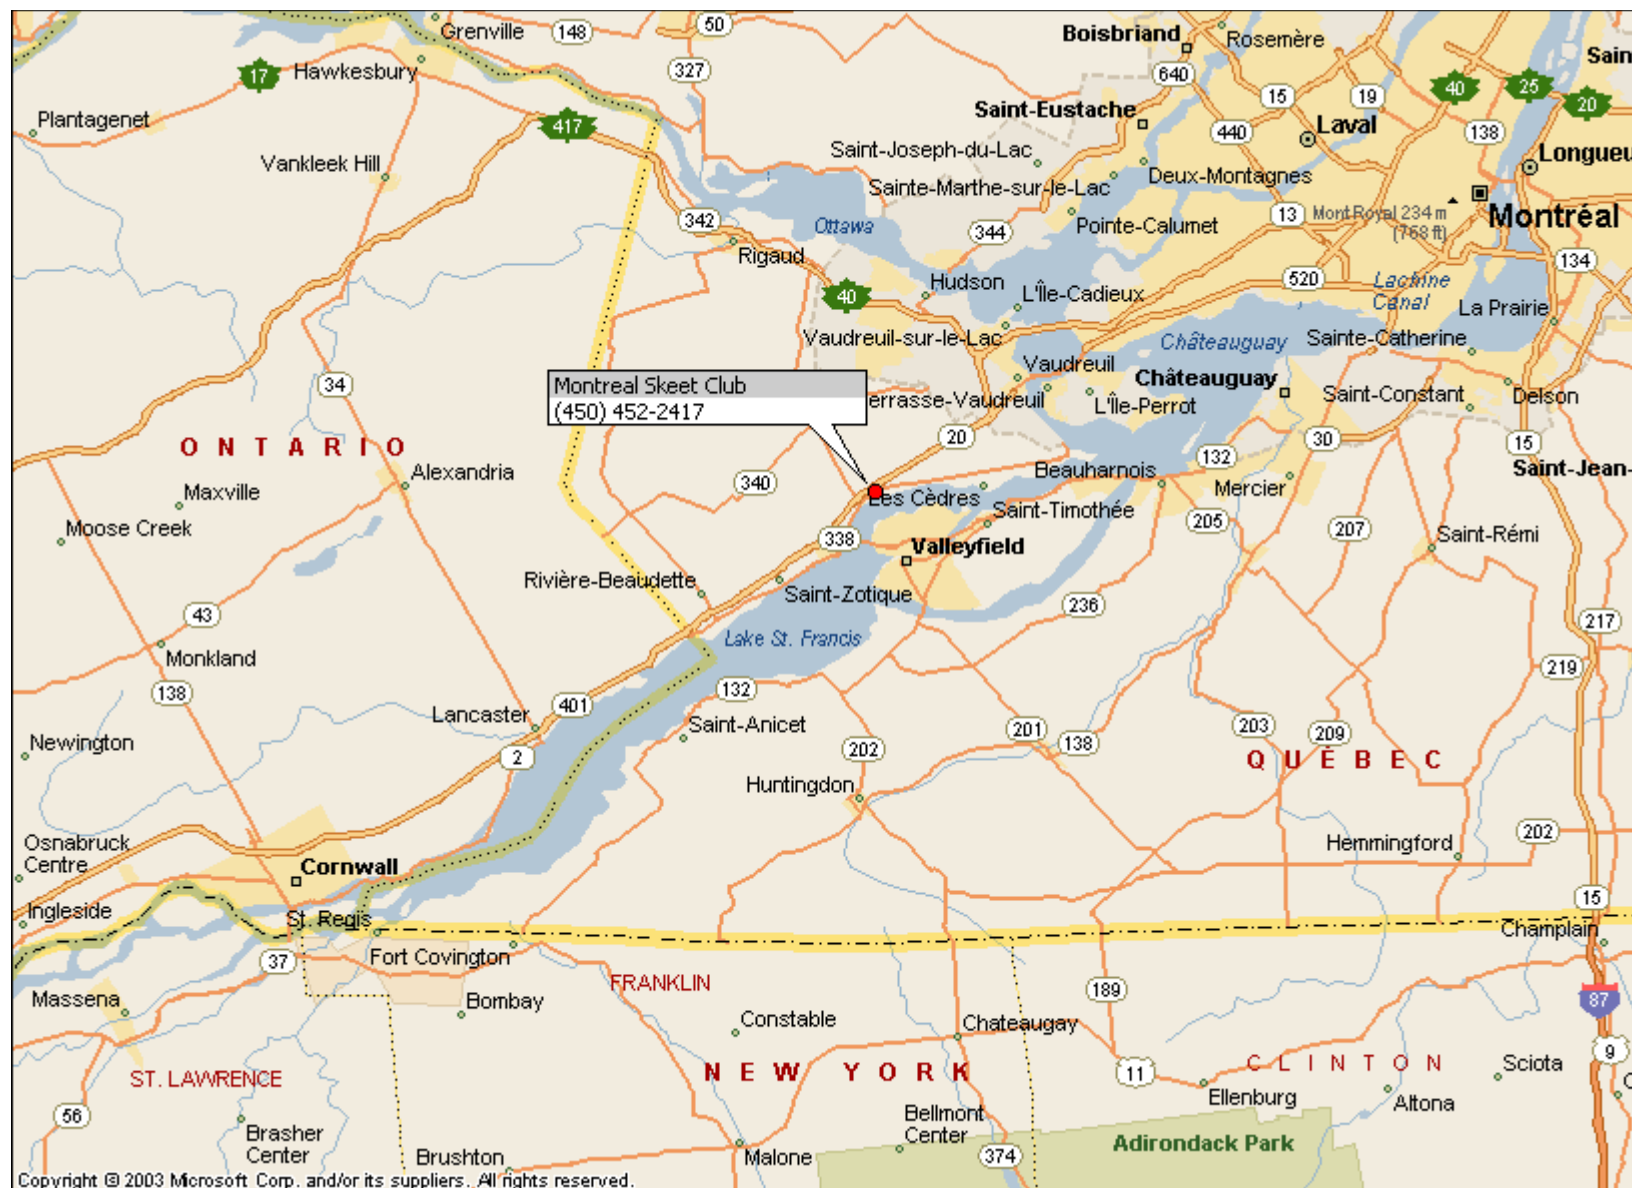 Grenville
148
50
Boisbriand
Rosemère
Sain
17
Hawkesbury
327
640
40
25
20
15
19
Plantagenet
417
Saint-Eustache
440
Laval
138
Longueu
Vankleek Hill
Saint-Joseph-du-Lac
Sainte-Marthe-sur-le-Lac
Deux-Montagnes
342
Ottawa
344
Pointe-Calumet
13
Mont Royal 234 m
(768 ft)
Montréal
Rigaud
Hudson
520
134
40
L'Île-Cadieux
Lachine
Canal
La Prairie
Vaudreuil-sur-le-Lac
Châteauguay
Sainte-Catherine
34
Vaudreuil
Châteauguay
Montreal Skeet Club
(450) 452-2417
errasse-Vaudreuil
L'Île-Perrot
Saint-Constant
Delson
20
30
15
ONTARIO
Alexandria
340
Beauharnois
132
Mercier
Saint-Jean-
Maxville
Les Cèdres
Saint-Timothée
205
207
Moose Creek
338
Valleyfield
Saint-Rémi
Rivière-Beaudette
Saint-Zotique
236
43
Lake St. Francis
217
Monkland
219
138
401
132
Lancaster
Saint-Anicet
203
209
Newington
2
202
201
138
QUÉBEC
Huntingdon
Osnabruck
Centre
Hemmingford
202
Cornwall
15
Ingleside
St. Regis
Champlain
37
Fort Covington
Massena
Bombay
FRANKLIN
189
87
Constable
Chateaugay
ST. LAWRENCE
NEW YORK
11
CLINTON
Sciota
9
Ellenburg
Altona
C
56
Brasher
Center
Bellmont
Center
Adirondack Park
Brushton
Malone
374
Copyright © 2003 Microsoft Corp. and/or its suppliers. All rights reserved.